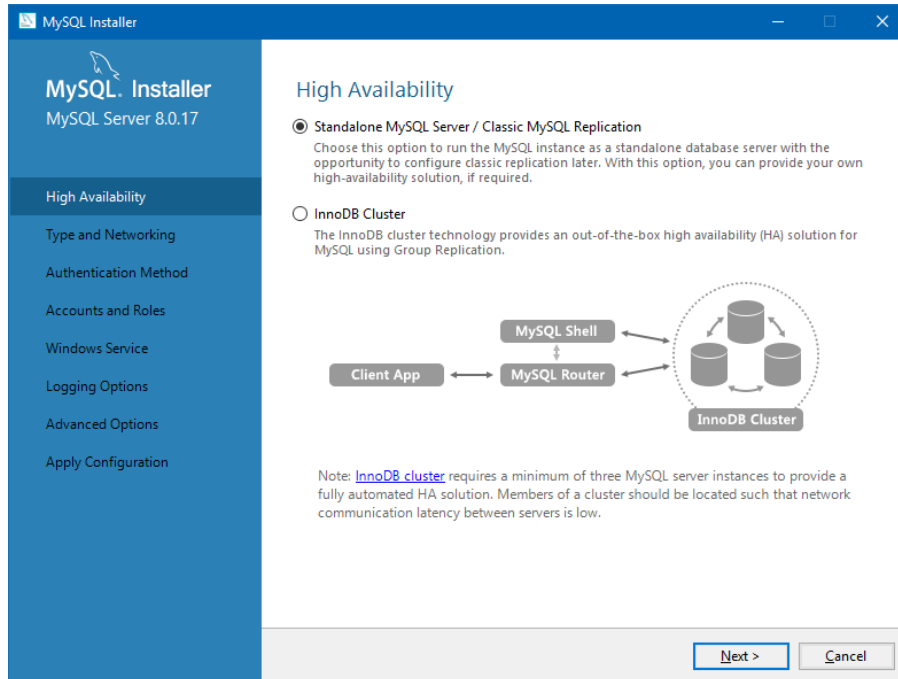 MySQL Installer
MySQL. Installer
MySQL Server 8.0.17
High Availability
Type and Networking
Authentication Method
Accounts and Roles
Windows Service
Logging Options
Advanced Options
Apply Configuration
High Availability
Standalone MySQL Server / Classic MySQL Replication
Choose this option to run the MySQL instance as a standalone database server with the
opportunity to configure classic replication later. With this option, you can provide your own
high-availability solution, if required.
InnoDB Cluster
The InnoDB cluster technology provides an out-of-the-box high availability (HA) solution for
MySQL using Group Replication.
MySQL Shell
Client App
MySQL Router
InnoDB Cluster
Note: InnoDB cluster requires a minimum of three MySQL server instances to provide a
fully automated HA solution. Members of a cluster should be located such that network
communication latency between servers is low.
Next >
Cancel